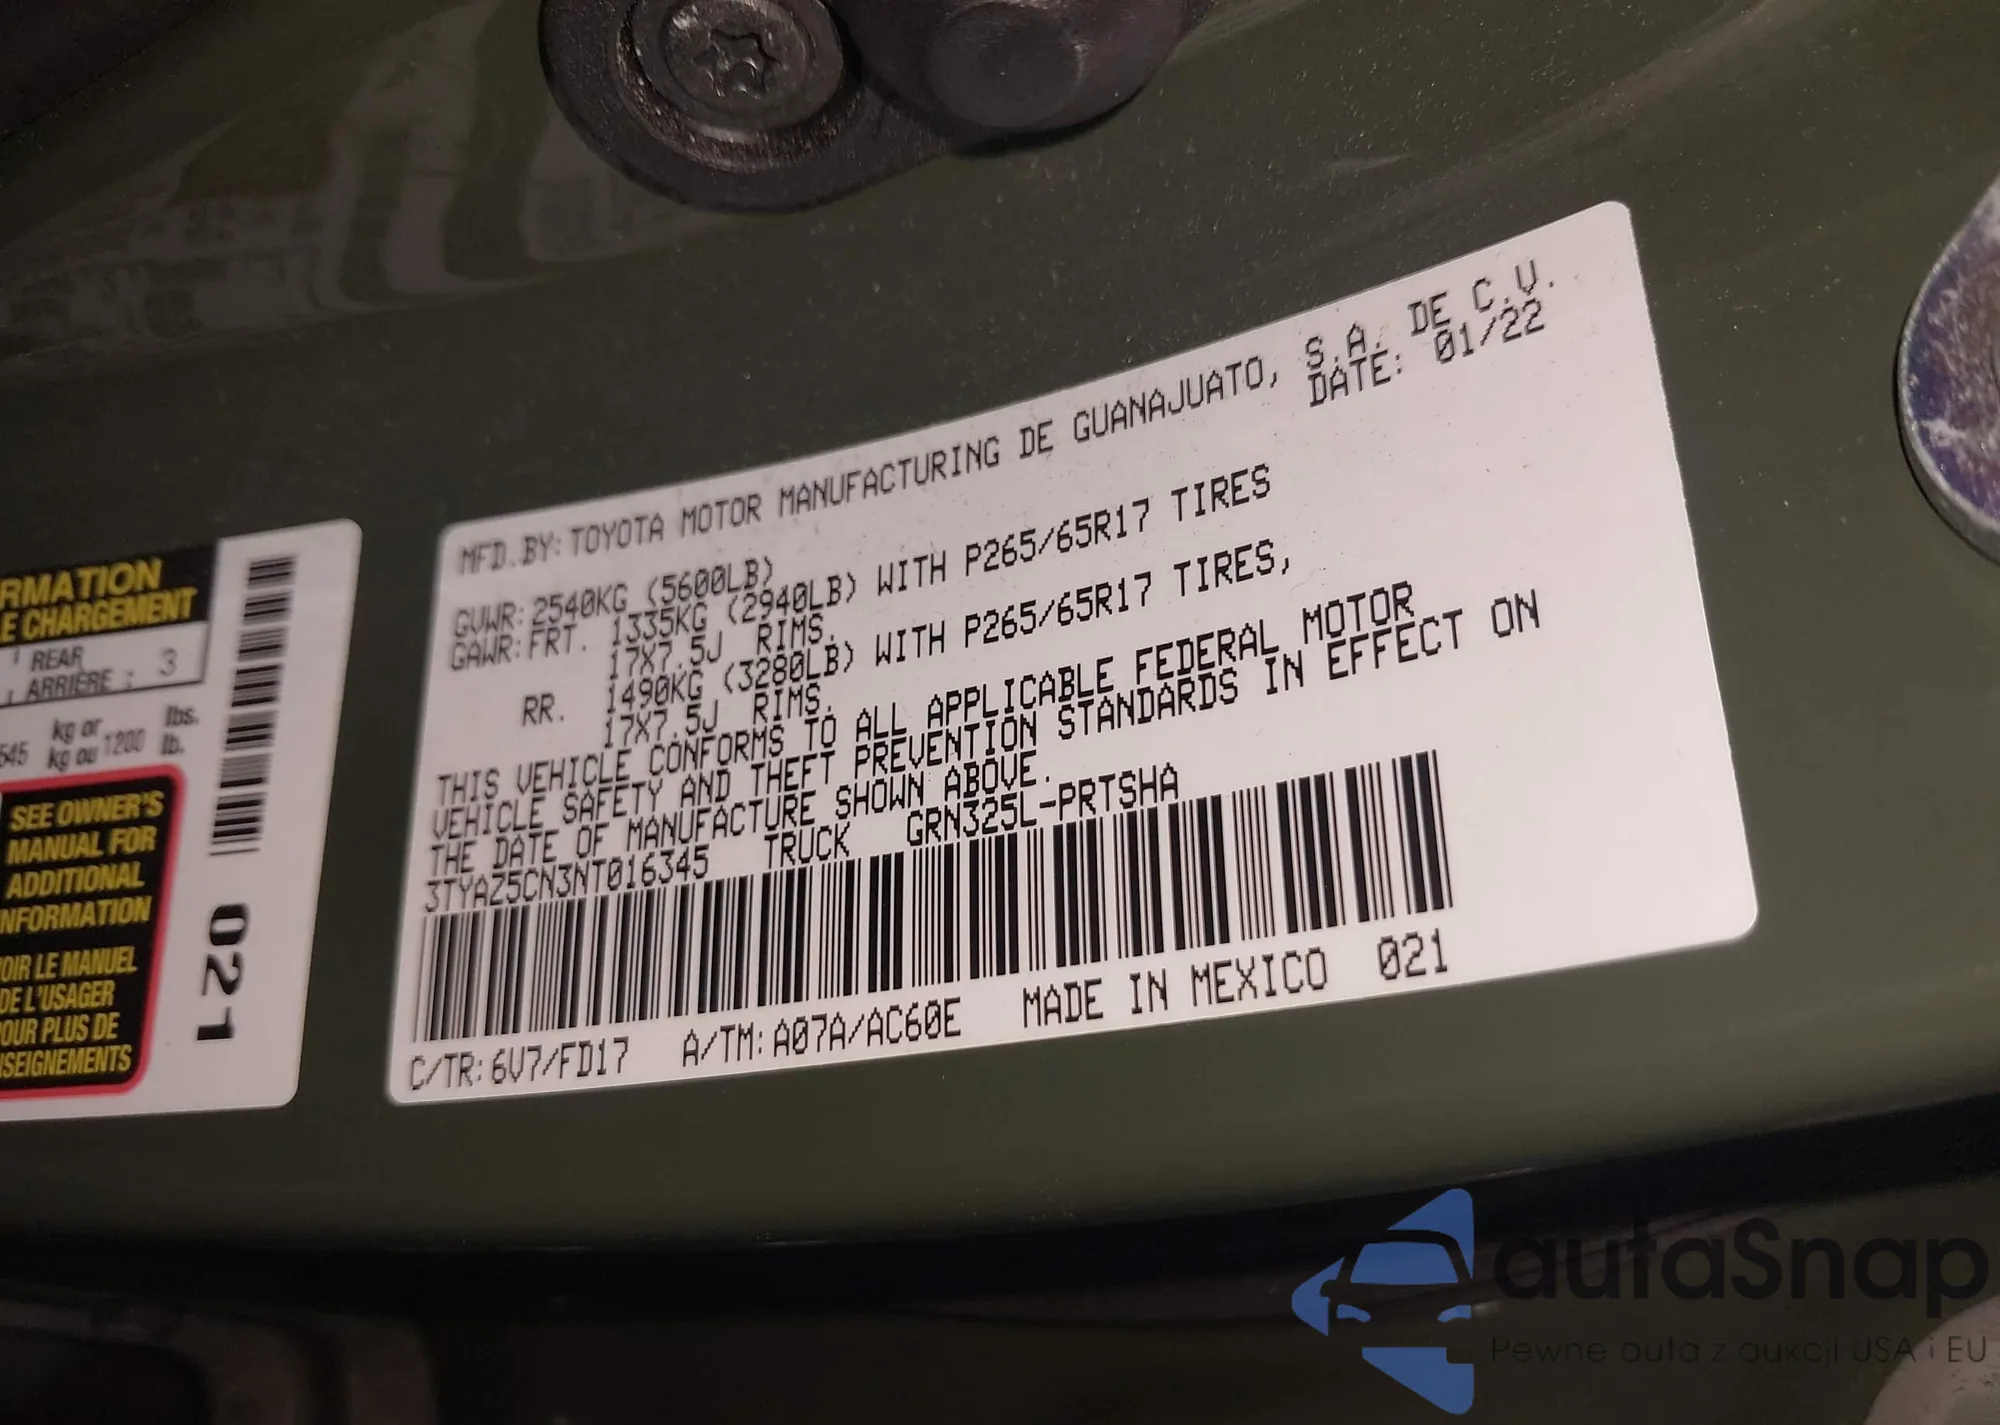 RMATION
E CHARGEMENT
REAR
ARRIÈRE : 3
kg or lbs.
545 kg ou 1200 lb.
SEE OWNER'S
MANUAL FOR
ADDITIONAL
NFORMATION
OIR LE MANUEL
DE L'USAGER
OUR PLUS DE
NSEIGNEMENTS
021
MFD.BY:TOYOTA MOTOR MANUFACTURING DE GUANAJUATO, S.A. DE C.V.
DATE: 01/22
GVWR:2540KG (5600LB)
GAWR:FRT. 1335KG (2940LB) WITH P265/65R17 TIRES
17X7.5J RIMS.
RR. 1490KG (3280LB) WITH P265/65R17 TIRES,
17X7.5J RIMS.
THIS VEHICLE CONFORMS TO ALL APPLICABLE FEDERAL MOTOR
VEHICLE SAFETY AND THEFT PREVENTION STANDARDS IN EFFECT ON
THE DATE OF MANUFACTURE SHOWN ABOVE.
3TYAZ5CN3NT016345 TRUCK GRN325L-PRTSHA
C/TR:6V7/FD17 A/TM:A07A/AC60E MADE IN MEXICO 021
autaSnap
Pewne auta z aukcji USA i EU